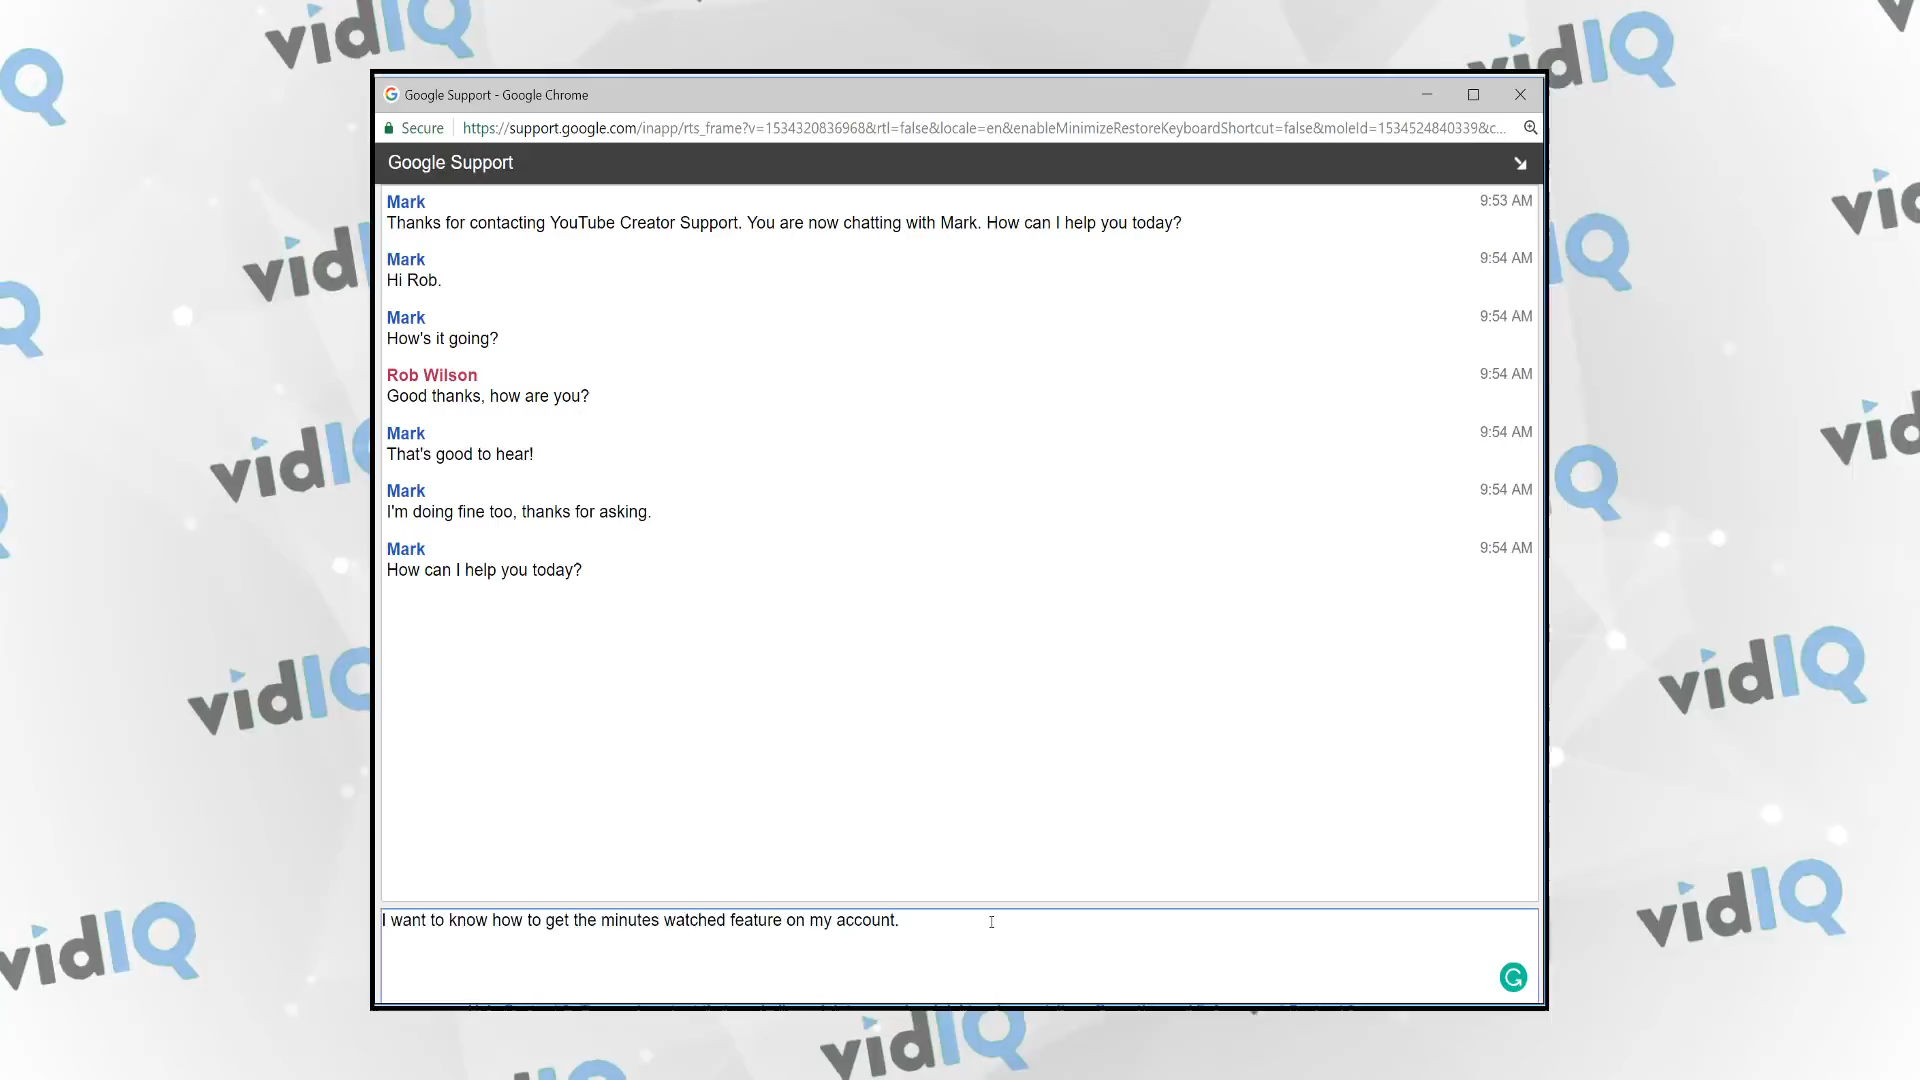 vidIQ
Google Support - Google Chrome
Secure https://support.google.com/inapp/rts_frame?v=1534320836968&rtl=false&locale=en&enableMinimizeRestoreKeyboardShortcut=false&moleId=1534524840339&c...
Google Support
Mark 9:53 AM
Thanks for contacting YouTube Creator Support. You are now chatting with Mark. How can I help you today?
Mark 9:54 AM
Hi Rob.
Mark 9:54 AM
How's it going?
Rob Wilson 9:54 AM
Good thanks, how are you?
Mark 9:54 AM
That's good to hear!
Mark 9:54 AM
I'm doing fine too, thanks for asking.
Mark 9:54 AM
How can I help you today?
I want to know how to get the minutes watched feature on my account.
vidIQ
vidIQ
vidIQ
vidIQ
vidIQ